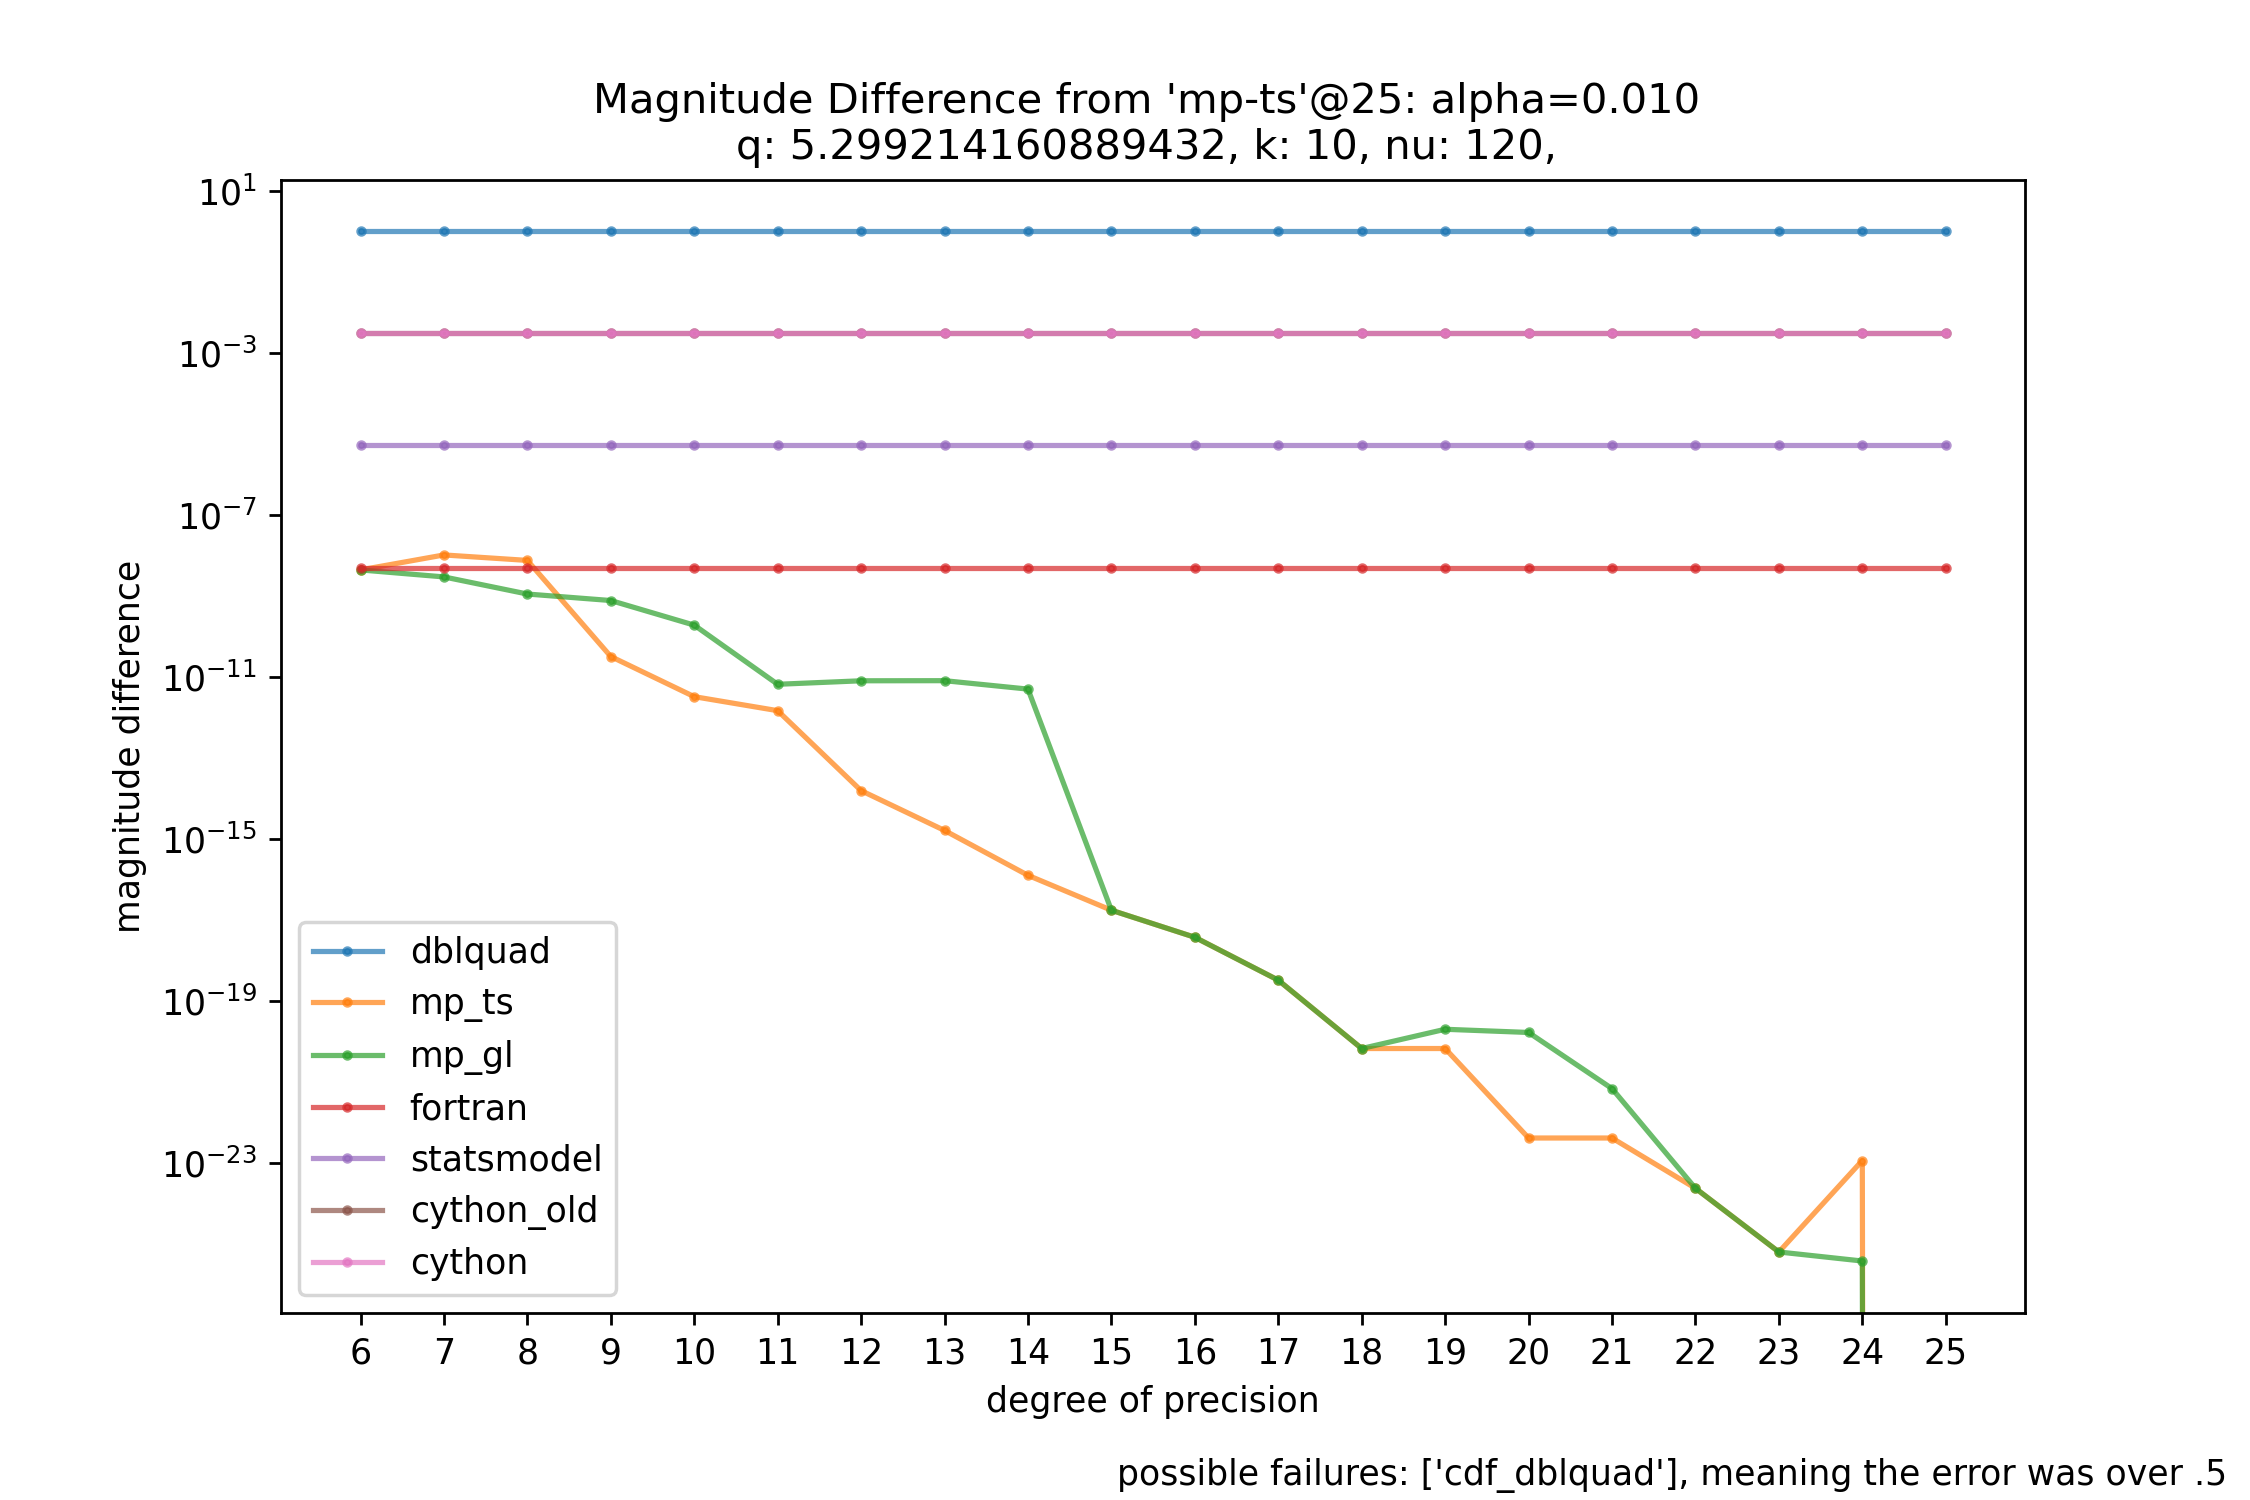 Magnitude Difference from 'mp-ts'@25: alpha=0.010
q: 5.299214160889432, k: 10, nu: 120,
magnitude difference
10^1
10^−3
10^−7
10^−11
10^−15
10^−19
10^−23
dblquad
mp_ts
mp_gl
fortran
statsmodel
cython_old
cython
6 7 8 9 10 11 12 13 14 15 16 17 18 19 20 21 22 23 24 25
degree of precision
possible failures: ['cdf_dblquad'], meaning the error was over .5